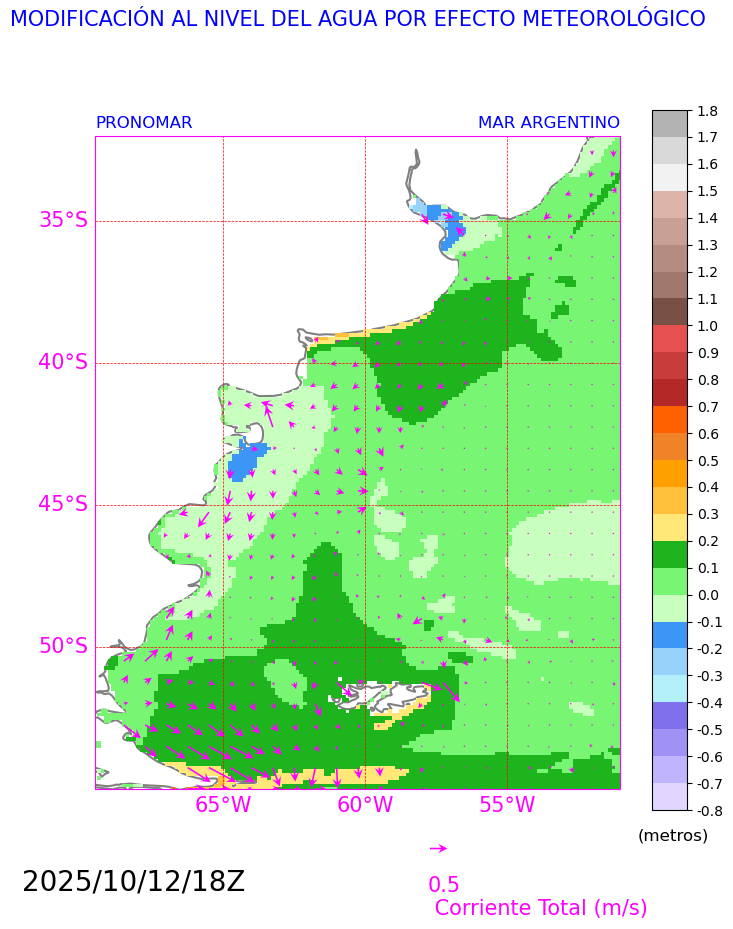 MODIFICACIÓN AL NIVEL DEL AGUA POR EFECTO METEOROLÓGICO
PRONOMAR MAR ARGENTINO
35°S
40°S
45°S
50°S
65°W 60°W 55°W
1.8
1.7
1.6
1.5
1.4
1.3
1.2
1.1
1.0
0.9
0.8
0.7
0.6
0.5
0.4
0.3
0.2
0.1
0.0
-0.1
-0.2
-0.3
-0.4
-0.5
-0.6
-0.7
-0.8
(metros)
2025/10/12/18Z
0.5
Corriente Total (m/s)